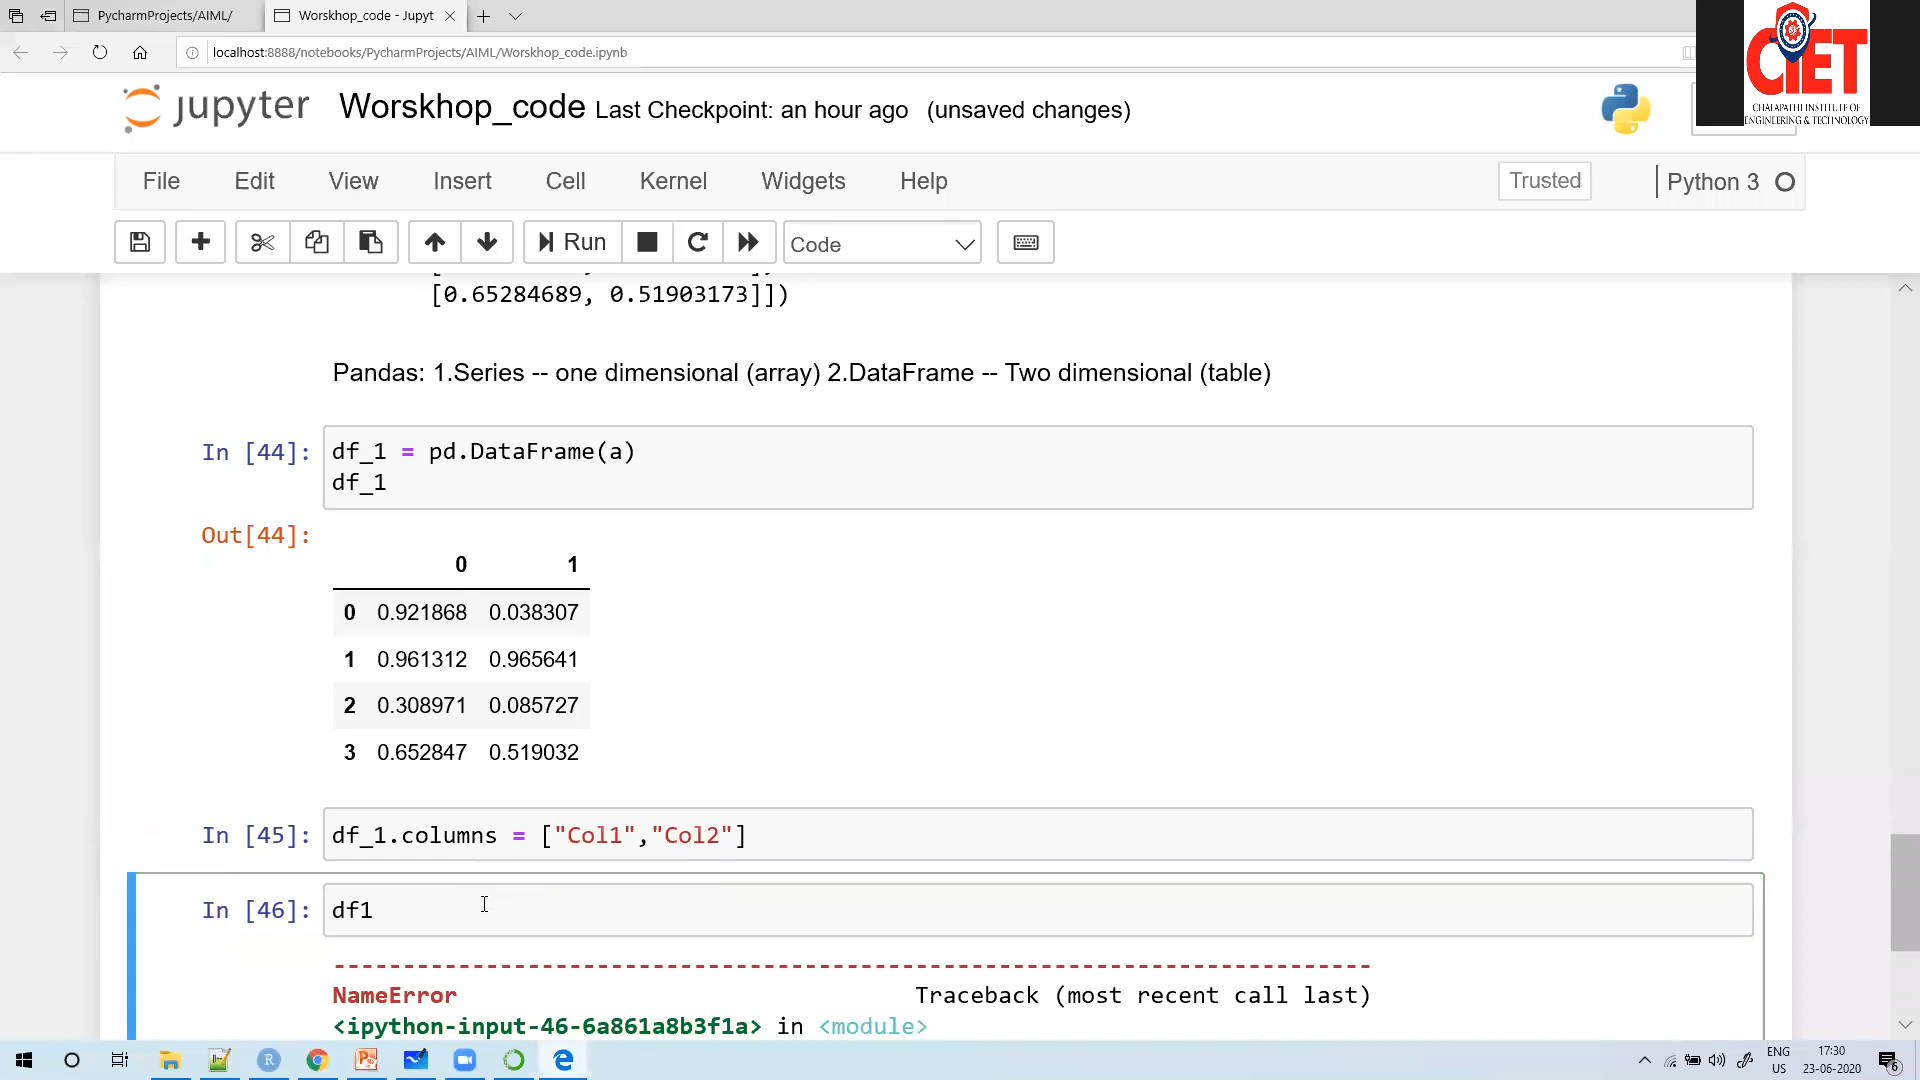 PycharmProjects/AIML/
Worskhop_code - Jupyt
localhost:8888/notebooks/PycharmProjects/AIML/Worskhop_code.ipynb
CIET
CHALAPATHI INSTITUTE OF
ENGINEERING & TECHNOLOGY
jupyter Worskhop_code Last Checkpoint: an hour ago (unsaved changes)
File Edit View Insert Cell Kernel Widgets Help Trusted Python 3
Run Code
[0.65284689, 0.51903173]])
Pandas: 1.Series -- one dimensional (array) 2.DataFrame -- Two dimensional (table)
In [44]: df_1 = pd.DataFrame(a)
df_1
Out[44]:
0 1
0 0.921868 0.038307
1 0.961312 0.965641
2 0.308971 0.085727
3 0.652847 0.519032
In [45]: df_1.columns = ["Col1","Col2"]
In [46]: df1
---------------------------------------------------------------------------
NameError Traceback (most recent call last)
<ipython-input-46-6a861a8b3f1a> in <module>
ENG
US
17:30
23-06-2020
6